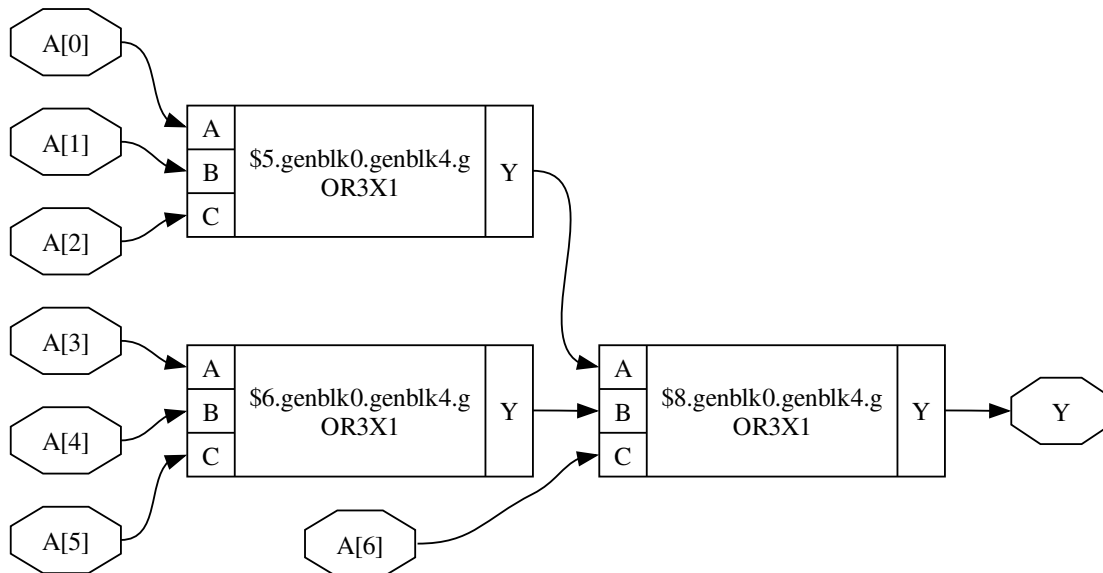 A[0]
A[1]
A[2]
A
B
C
$5.genblk0.genblk4.g
OR3X1
Y
A[3]
A[4]
A[5]
A
B
C
$6.genblk0.genblk4.g
OR3X1
Y
A[6]
A
B
C
$8.genblk0.genblk4.g
OR3X1
Y
Y